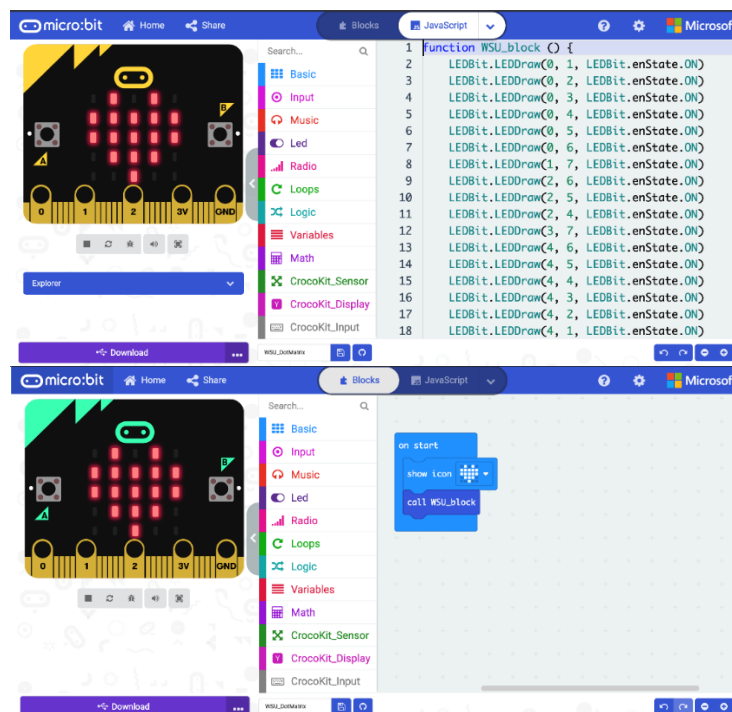 micro:bit Home Share Blocks JavaScript ? Microsof
Search...
Basic
Input
Music
Led
Radio
Loops
Logic
Variables
Math
CrocoKit_Sensor
CrocoKit_Display
CrocoKit_Input
B
A
0 1 2 3V GND
Explorer
Download ... WSU_DotMatrix
1 function WSU_block () {
2 LEDBit.LEDDraw(0, 1, LEDBit.enState.ON)
3 LEDBit.LEDDraw(0, 2, LEDBit.enState.ON)
4 LEDBit.LEDDraw(0, 3, LEDBit.enState.ON)
5 LEDBit.LEDDraw(0, 4, LEDBit.enState.ON)
6 LEDBit.LEDDraw(0, 5, LEDBit.enState.ON)
7 LEDBit.LEDDraw(0, 6, LEDBit.enState.ON)
8 LEDBit.LEDDraw(1, 7, LEDBit.enState.ON)
9 LEDBit.LEDDraw(2, 6, LEDBit.enState.ON)
10 LEDBit.LEDDraw(2, 5, LEDBit.enState.ON)
11 LEDBit.LEDDraw(2, 4, LEDBit.enState.ON)
12 LEDBit.LEDDraw(3, 7, LEDBit.enState.ON)
13 LEDBit.LEDDraw(4, 6, LEDBit.enState.ON)
14 LEDBit.LEDDraw(4, 5, LEDBit.enState.ON)
15 LEDBit.LEDDraw(4, 4, LEDBit.enState.ON)
16 LEDBit.LEDDraw(4, 3, LEDBit.enState.ON)
17 LEDBit.LEDDraw(4, 2, LEDBit.enState.ON)
18 LEDBit.LEDDraw(4, 1, LEDBit.enState.ON)
micro:bit Home Share Blocks JavaScript ? Microsof
Search...
Basic
Input
Music
Led
Radio
Loops
Logic
Variables
Math
CrocoKit_Sensor
CrocoKit_Display
CrocoKit_Input
B
A
0 1 2 3V GND
on start
show icon
call WSU_block
Download ... WSU_DotMatrix